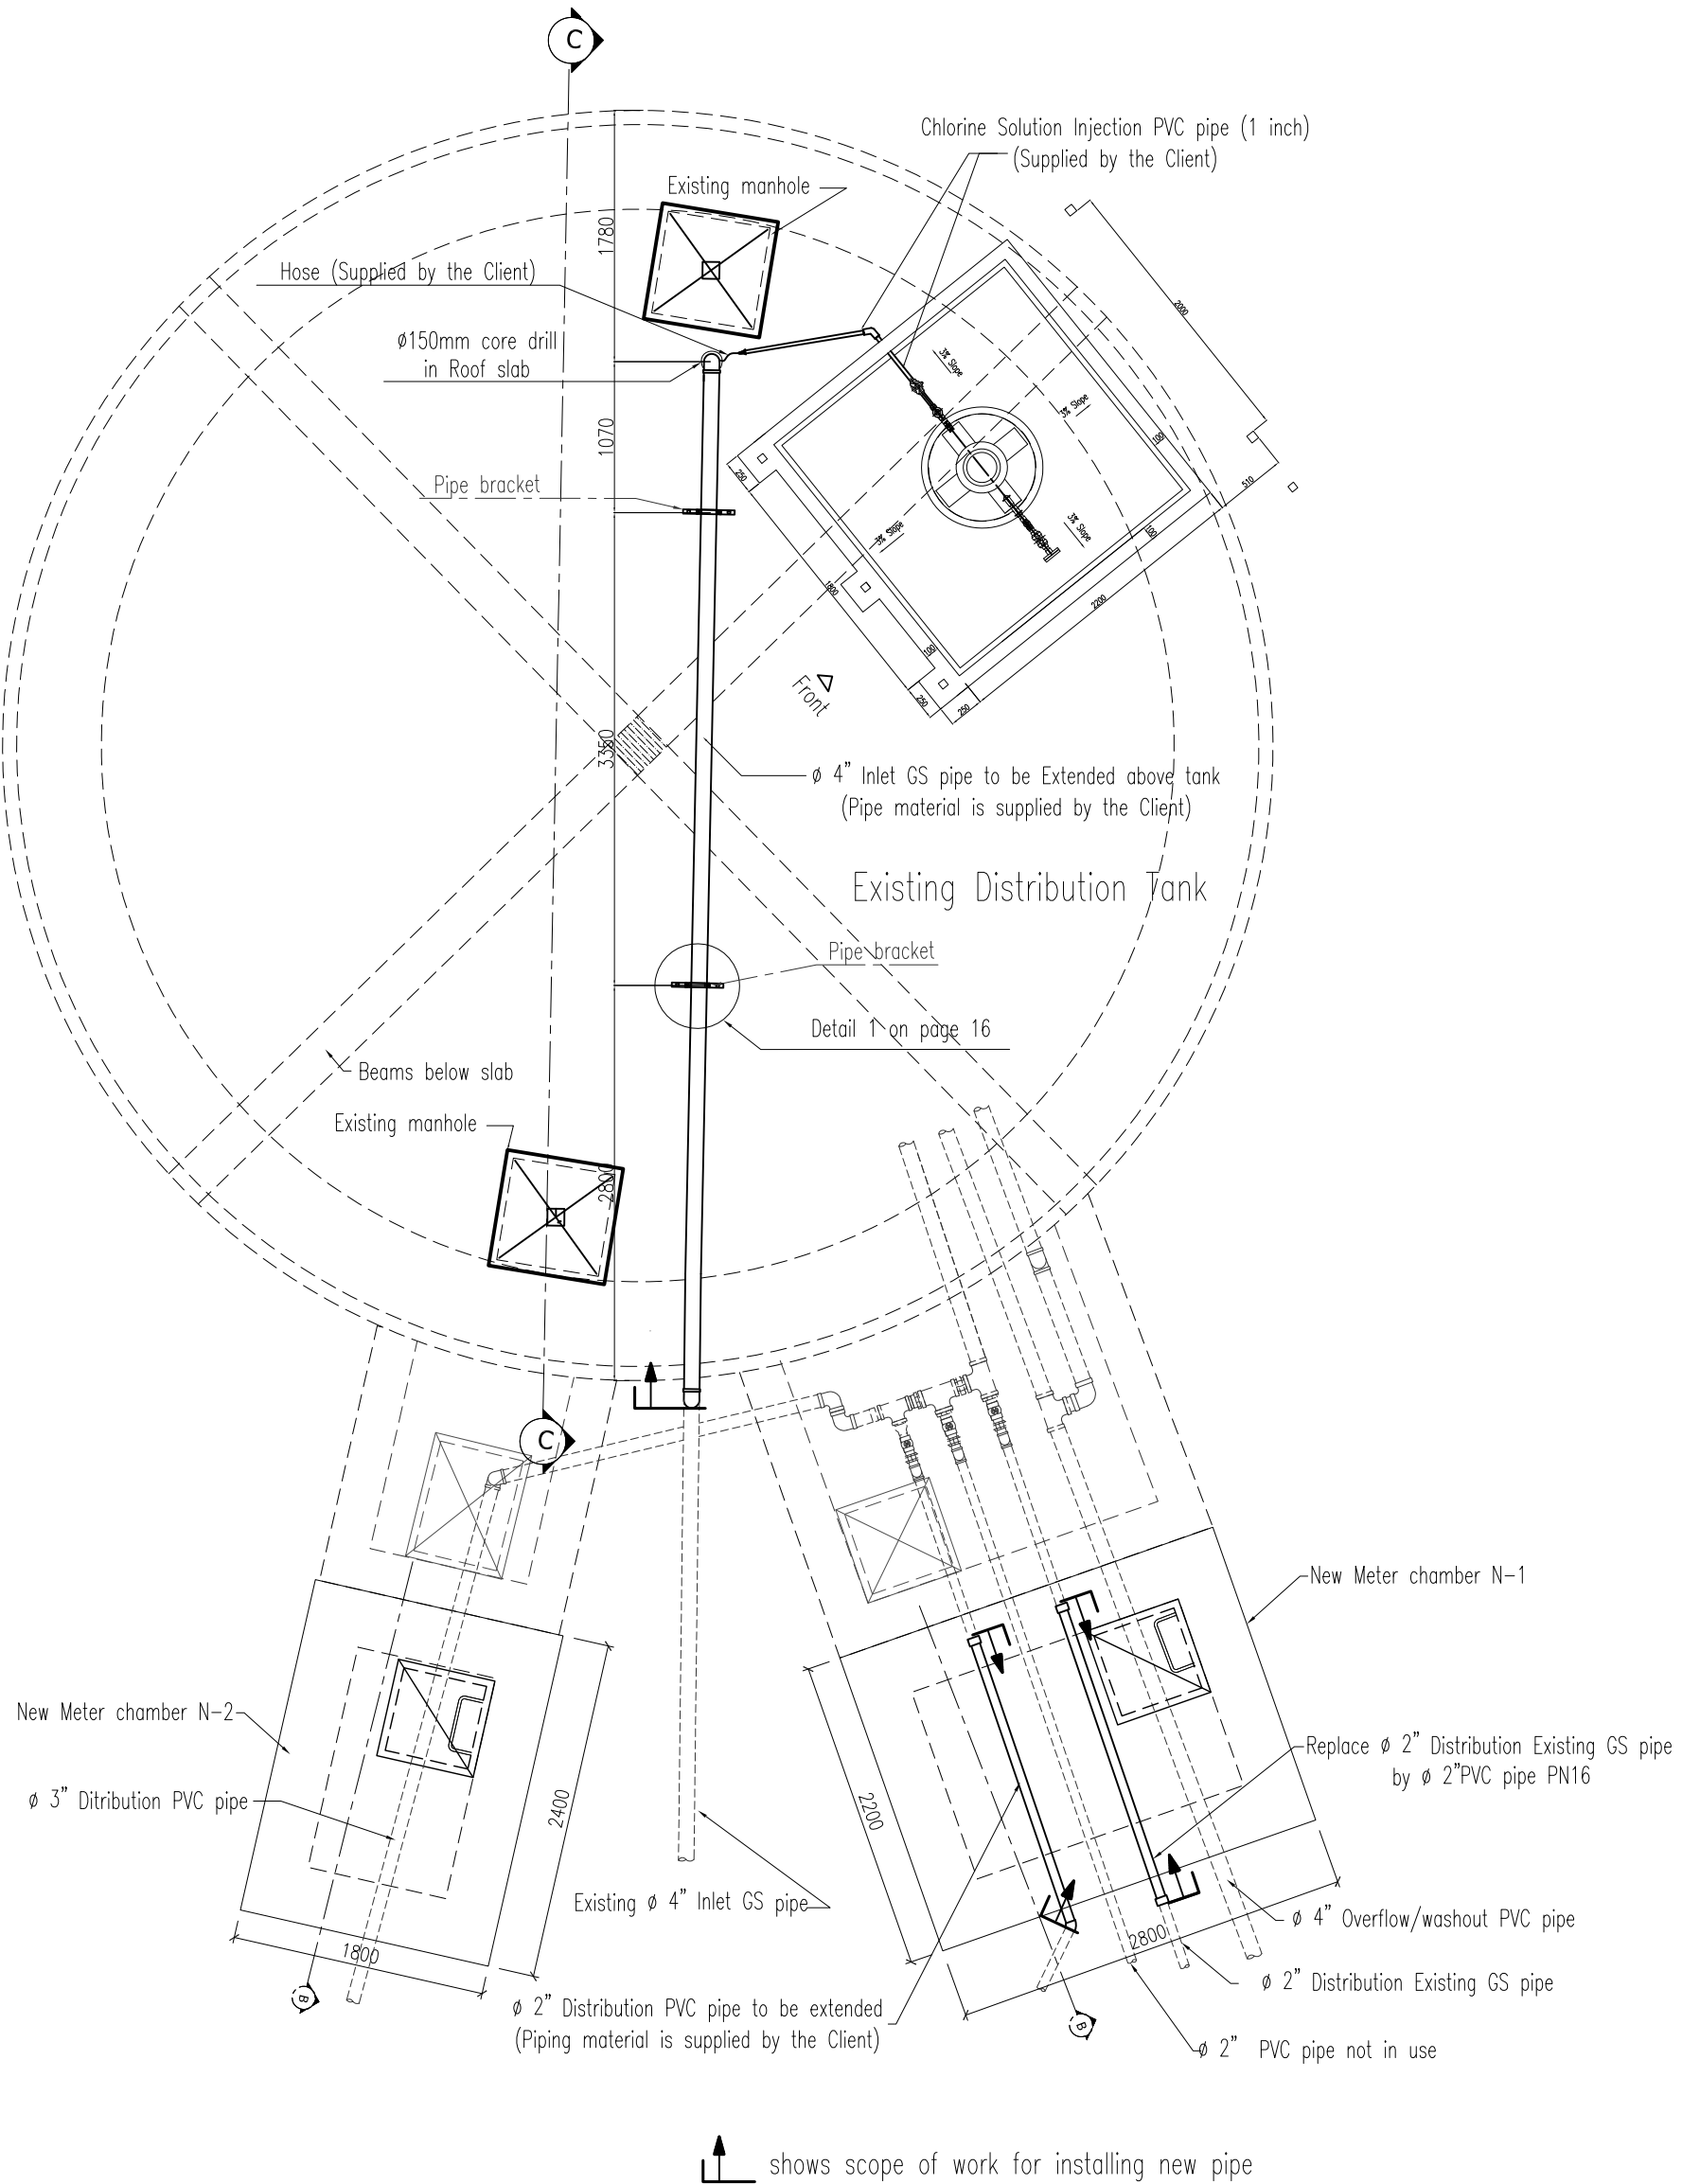 C
Chlorine Solution Injection PVC pipe (1 inch)
(Supplied by the Client)
Existing manhole
1780
Hose (Supplied by the Client)
2000
Ø150mm core drill
in Roof slab
3% Slope
3% Slope
1070
100
250
Pipe bracket
510
3% Slope
3% Slope
100
1800
2200
100
Front
250
250
3350
ø 4" Inlet GS pipe to be Extended above tank
(Pipe material is supplied by the Client)
Existing Distribution Tank
Pipe bracket
Detail 1 on page 16
Beams below slab
Existing manhole
2800
C
New Meter chamber N-1
New Meter chamber N-2
Replace ø 2" Distribution Existing GS pipe
by ø 2"PVC pipe PN16
ø 3" Ditribution PVC pipe
2400
2200
Existing ø 4" Inlet GS pipe
ø 4" Overflow/washout PVC pipe
1800
2800
ø 2" Distribution Existing GS pipe
B
ø 2" Distribution PVC pipe to be extended
(Piping material is supplied by the Client)
B
ø 2" PVC pipe not in use
shows scope of work for installing new pipe